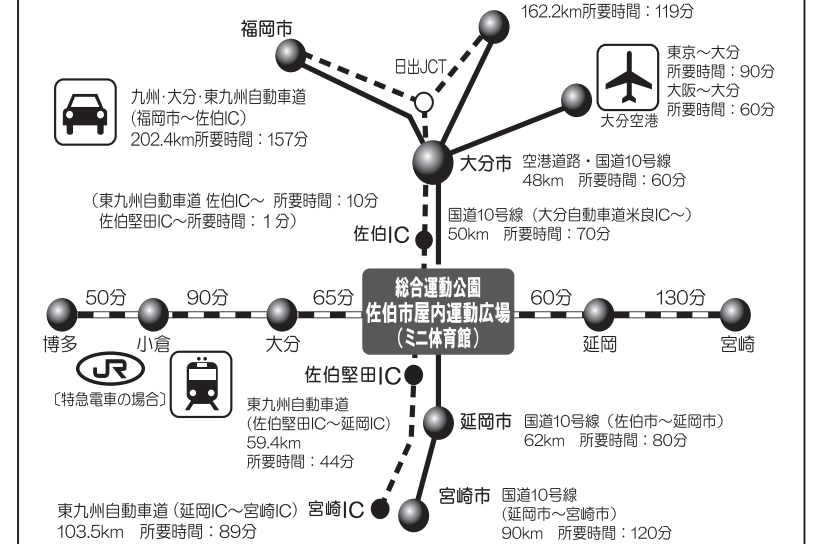 162.2km所要時間：119分
福岡市
日出JCT
東京〜大分
所要時間：90分
大阪〜大分
所要時間：60分
大分空港
九州・大分・東九州自動車道
(福岡市〜佐伯IC)
202.4km所要時間：157分
大分市
空港道路・国道10号線
48km 所要時間：60分
（東九州自動車道 佐伯IC〜 所要時間：10分
佐伯堅田IC〜所要時間：１分）
国道10号線（大分自動車道米良IC〜）
50km 所要時間：70分
佐伯IC
総合運動公園
佐伯市屋内運動広場
（ミニ体育館）
50分
90分
65分
60分
130分
博多
小倉
大分
延岡
宮崎
JR
〔特急電車の場合〕
佐伯堅田IC
東九州自動車道
(佐伯堅田IC〜延岡IC)
59.4km
所要時間：44分
延岡市
国道10号線（佐伯市〜延岡市）
62km 所要時間：80分
東九州自動車道（延岡IC〜宮崎IC）
103.5km 所要時間：89分
宮崎IC
宮崎市
国道10号線
(延岡市〜宮崎市)
90km 所要時間：120分